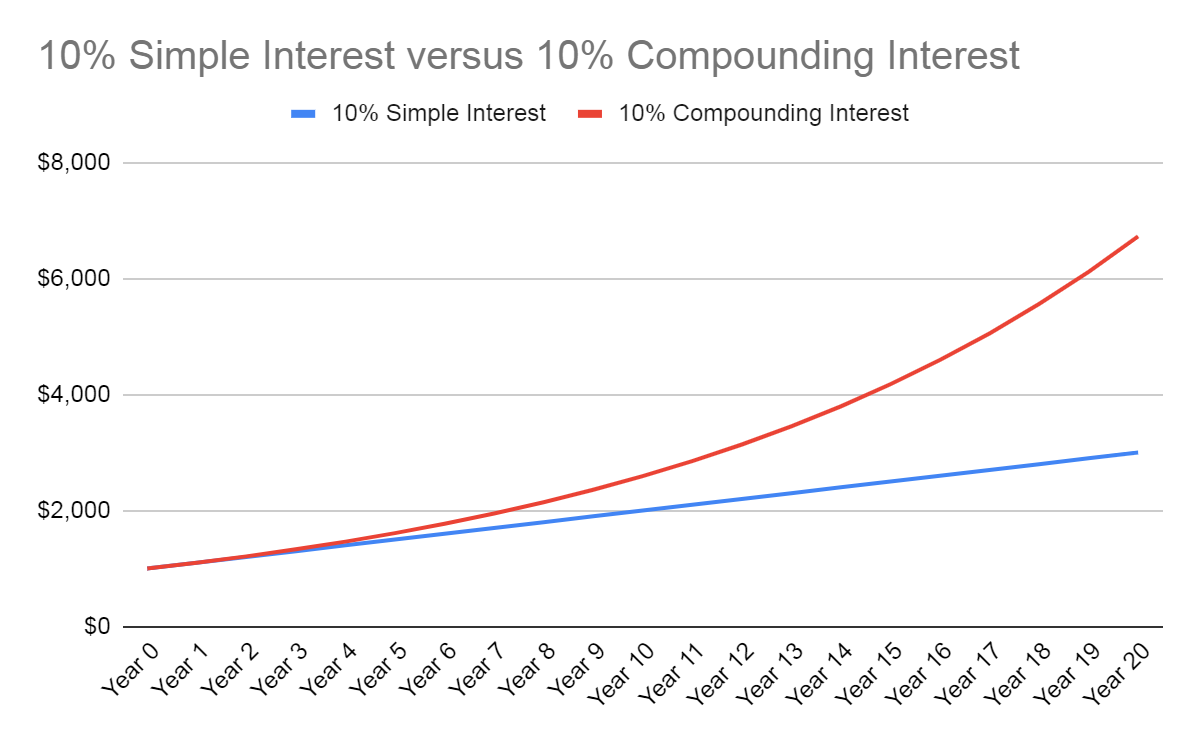 10% Simple Interest versus 10% Compounding Interest
10% Simple Interest
10% Compounding Interest
$8,000
$6,000
$4,000
$2,000
$0
Year 0
Year 1
Year 2
Year 3
Year 4
Year 5
Year 6
Year 7
Year 8
Year 9
Year 10
Year 11
Year 12
Year 13
Year 14
Year 15
Year 16
Year 17
Year 18
Year 19
Year 20